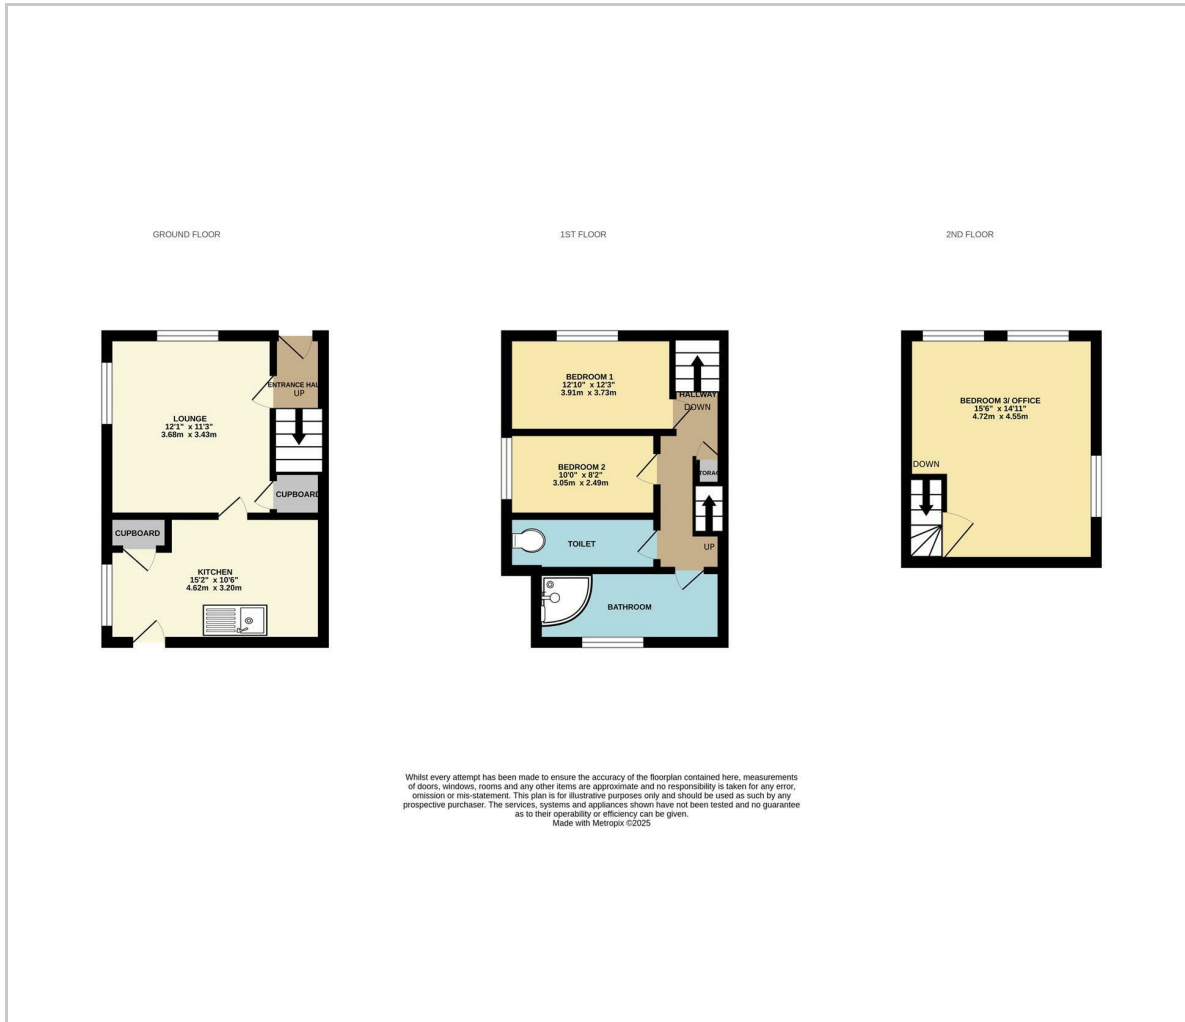 GROUND FLOOR
1ST FLOOR
2ND FLOOR
ENTRANCE HALL
UP
LOUNGE
12'1" x 11'3"
3.68m x 3.43m
CUPBOARD
CUPBOARD
KITCHEN
15'2" x 10'6"
4.62m x 3.20m
BEDROOM 1
12'10" x 12'3"
3.91m x 3.73m
HALLWAY
DOWN
BEDROOM 2
10'0" x 8'2"
3.05m x 2.49m
TORAG
TOILET
UP
BATHROOM
BEDROOM 3/ OFFICE
15'6" x 14'11"
4.72m x 4.55m
DOWN
Whilst every attempt has been made to ensure the accuracy of the floorplan contained here, measurements
of doors, windows, rooms and any other items are approximate and no responsibility is taken for any error,
omission or mis-statement. This plan is for illustrative purposes only and should be used as such by any
prospective purchaser. The services, systems and appliances shown have not been tested and no guarantee
as to their operability or efficiency can be given.
Made with Metropix ©2025